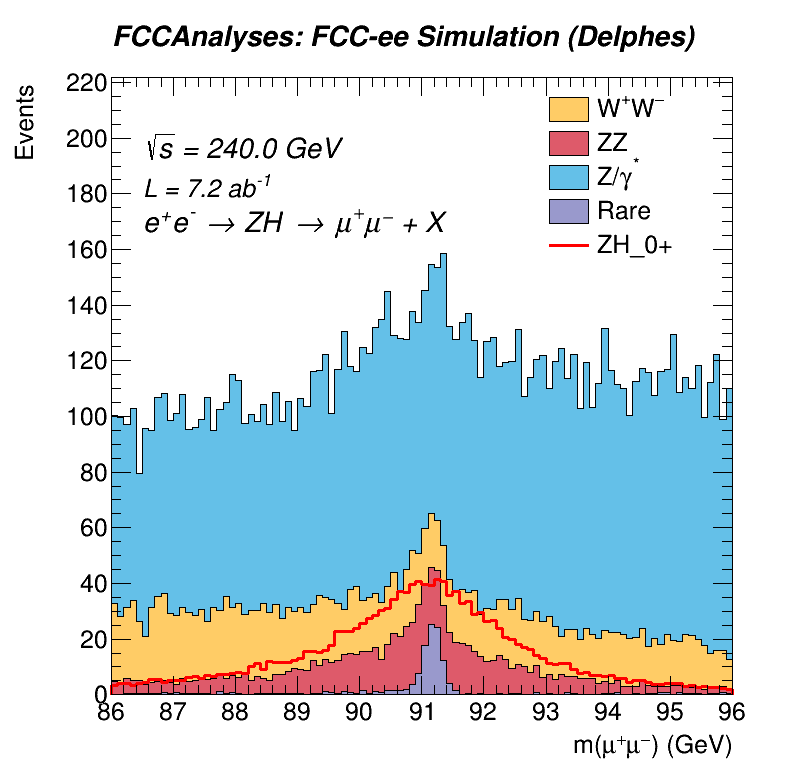 FCCAnalyses: FCC-ee Simulation (Delphes)
Events
220
200
180
160
140
120
100
80
60
40
20
0
√s = 240.0 GeV
L = 7.2 ab⁻¹
e⁺e⁻ → ZH → μ⁺μ⁻ + X
W⁺W⁻
ZZ
Z/γ*
Rare
ZH_0+
86 87 88 89 90 91 92 93 94 95 96
m(μ⁺μ⁻) (GeV)